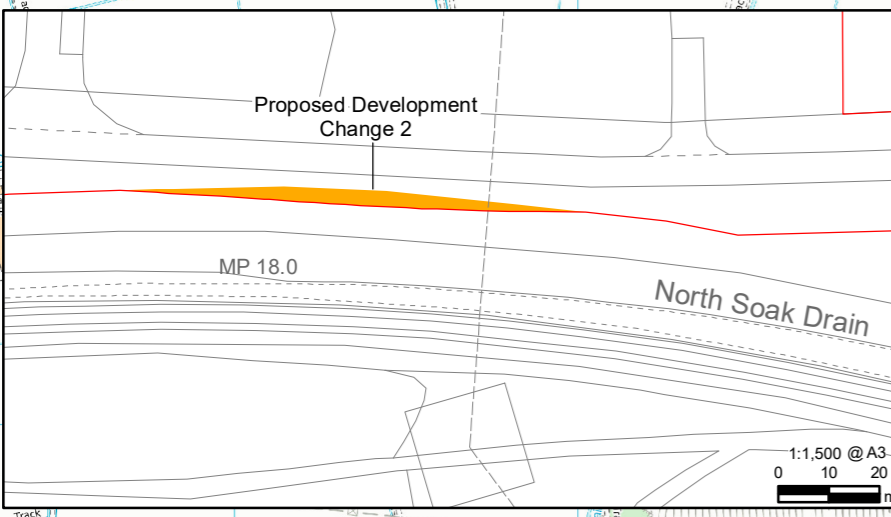 Proposed Development
Change 2
MP 18.0
North Soak Drain
1:1,500 @ A3
0 10 20
m
Track